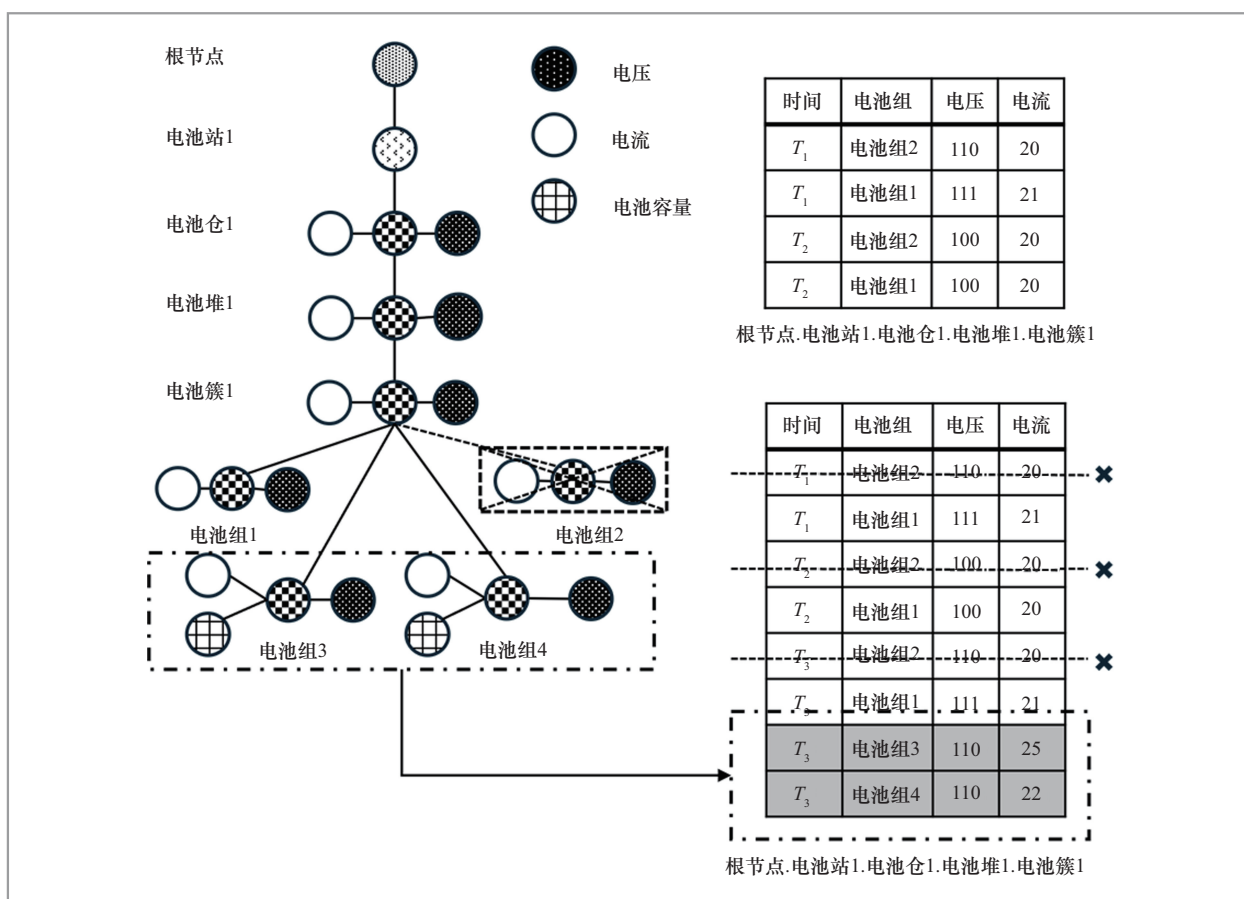 根节点
电池站1
电池仓1
电池堆1
电池簇1
电池组1
电池组2
电池组3
电池组4
电压
电流
电池容量
时间 电池组 电压 电流
T1 电池组2 110 20
T1 电池组1 111 21
T2 电池组2 100 20
T2 电池组1 100 20
根节点.电池站1.电池仓1.电池堆1.电池簇1
时间 电池组 电压 电流
T1 电池组2 110 20
T1 电池组1 111 21
T2 电池组2 100 20
T2 电池组1 100 20
T3 电池组2 110 20
T3 电池组1 111 21
T3 电池组3 110 25
T3 电池组4 110 22
根节点.电池站1.电池仓1.电池堆1.电池簇1